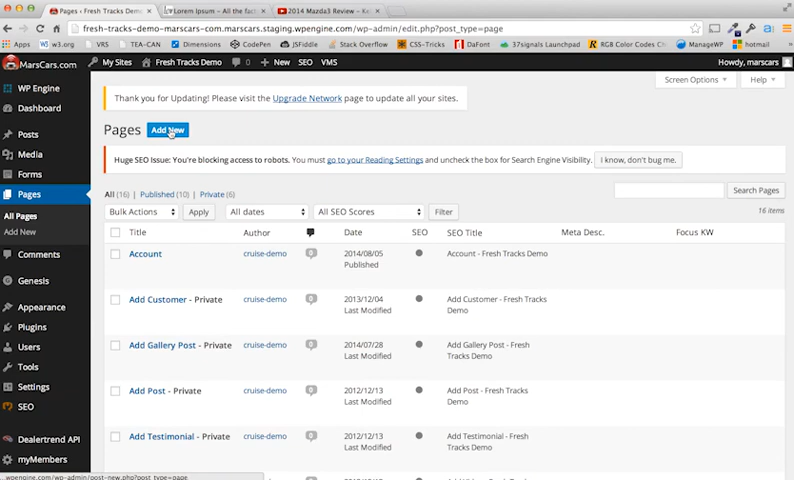 Pages ‹ Fresh Tracks Demo
Lorem Ipsum – All the fac
2014 Mazda3 Review - Ke
fresh-tracks-demo-marscars-com.marscars.staging.wpengine.com/wp-admin/edit.php?post_type=page
Apps W w3.org VRS TEA-CAN Dimensions CodePen JSFiddle Stack Overflow CSS-Tricks DaFont 37signals Launchpad RGB Color Codes ManageWP hotmail
MarsCars.com My Sites Fresh Tracks Demo 0 + New SEO VMS Howdy, marscars
Screen Options Help
WP Engine
Dashboard
Posts
Media
Forms
Pages
All Pages
Add New
Comments
Genesis
Appearance
Plugins
Users
Tools
Settings
SEO
Dealertrend API
myMembers
Thank you for Updating! Please visit the Upgrade Network page to update all your sites.
Pages Add New
Huge SEO Issue: You're blocking access to robots. You must go to your Reading Settings and uncheck the box for Search Engine Visibility. I know, don't bug me.
All (16) | Published (10) | Private (6)
Search Pages
Bulk Actions Apply All dates All SEO Scores Filter
16 items
Title Author Date SEO SEO Title Meta Desc. Focus KW
Account cruise-demo 0 2014/08/05 Account - Fresh Tracks Demo
Published
Add Customer - Private cruise-demo 0 2013/12/04 Add Customer - Fresh Tracks
Last Modified Demo
Add Gallery Post - Private cruise-demo 0 2014/07/28 Add Gallery Post - Fresh
Last Modified Tracks Demo
Add Post - Private cruise-demo 0 2012/12/13 Add Post - Fresh Tracks
Last Modified Demo
Add Testimonial - Private cruise-demo 0 2012/12/13 Add Testimonial - Fresh
Last Modified Tracks Demo
wpengine.com/wp-admin/post-new.php?post_type=page